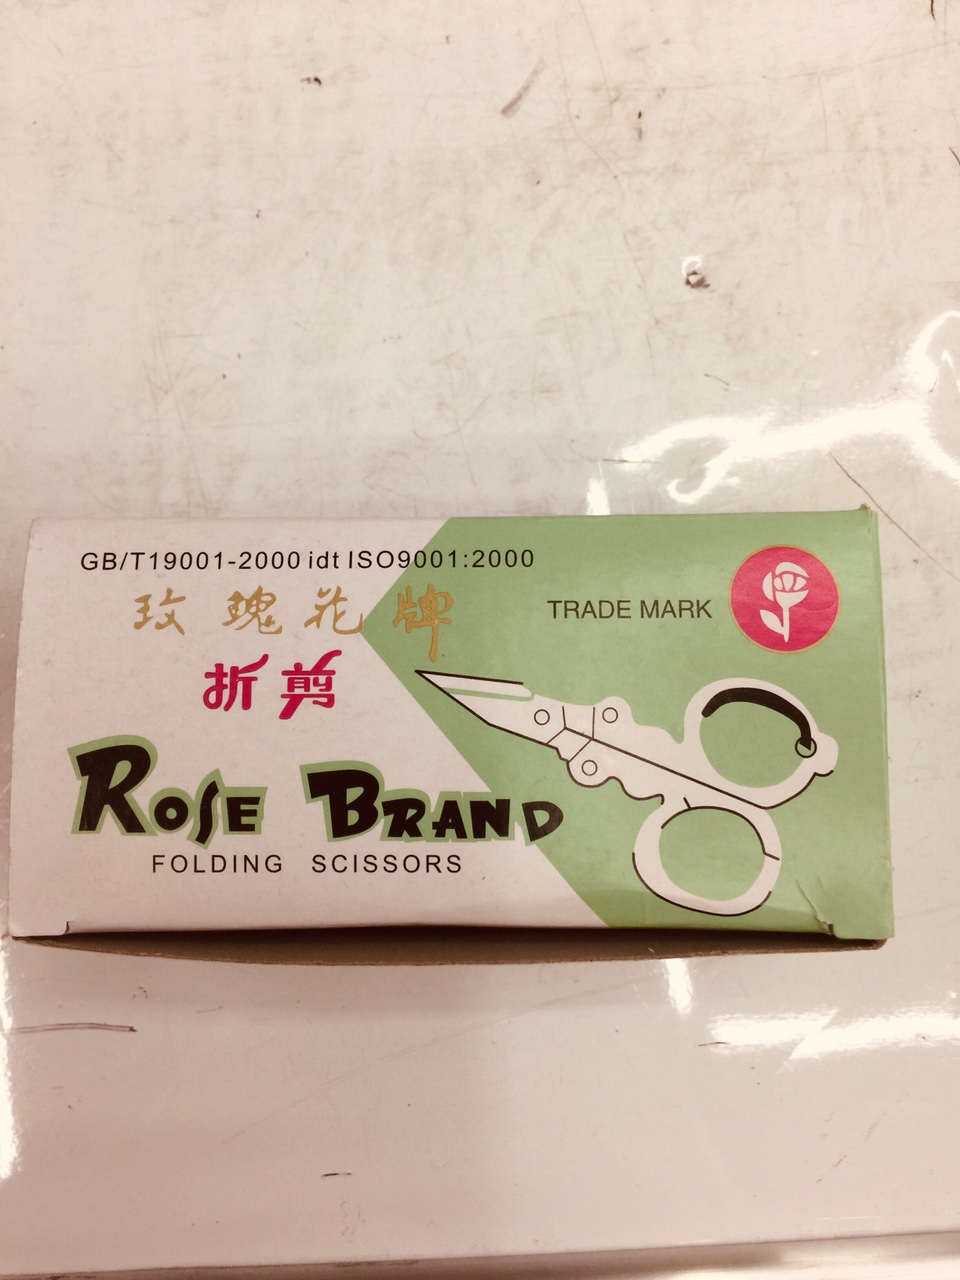 GB/T19001-2000 idt ISO9001:2000
玫瑰花牌
TRADE MARK
折剪
ROSE BRAND
FOLDING SCISSORS